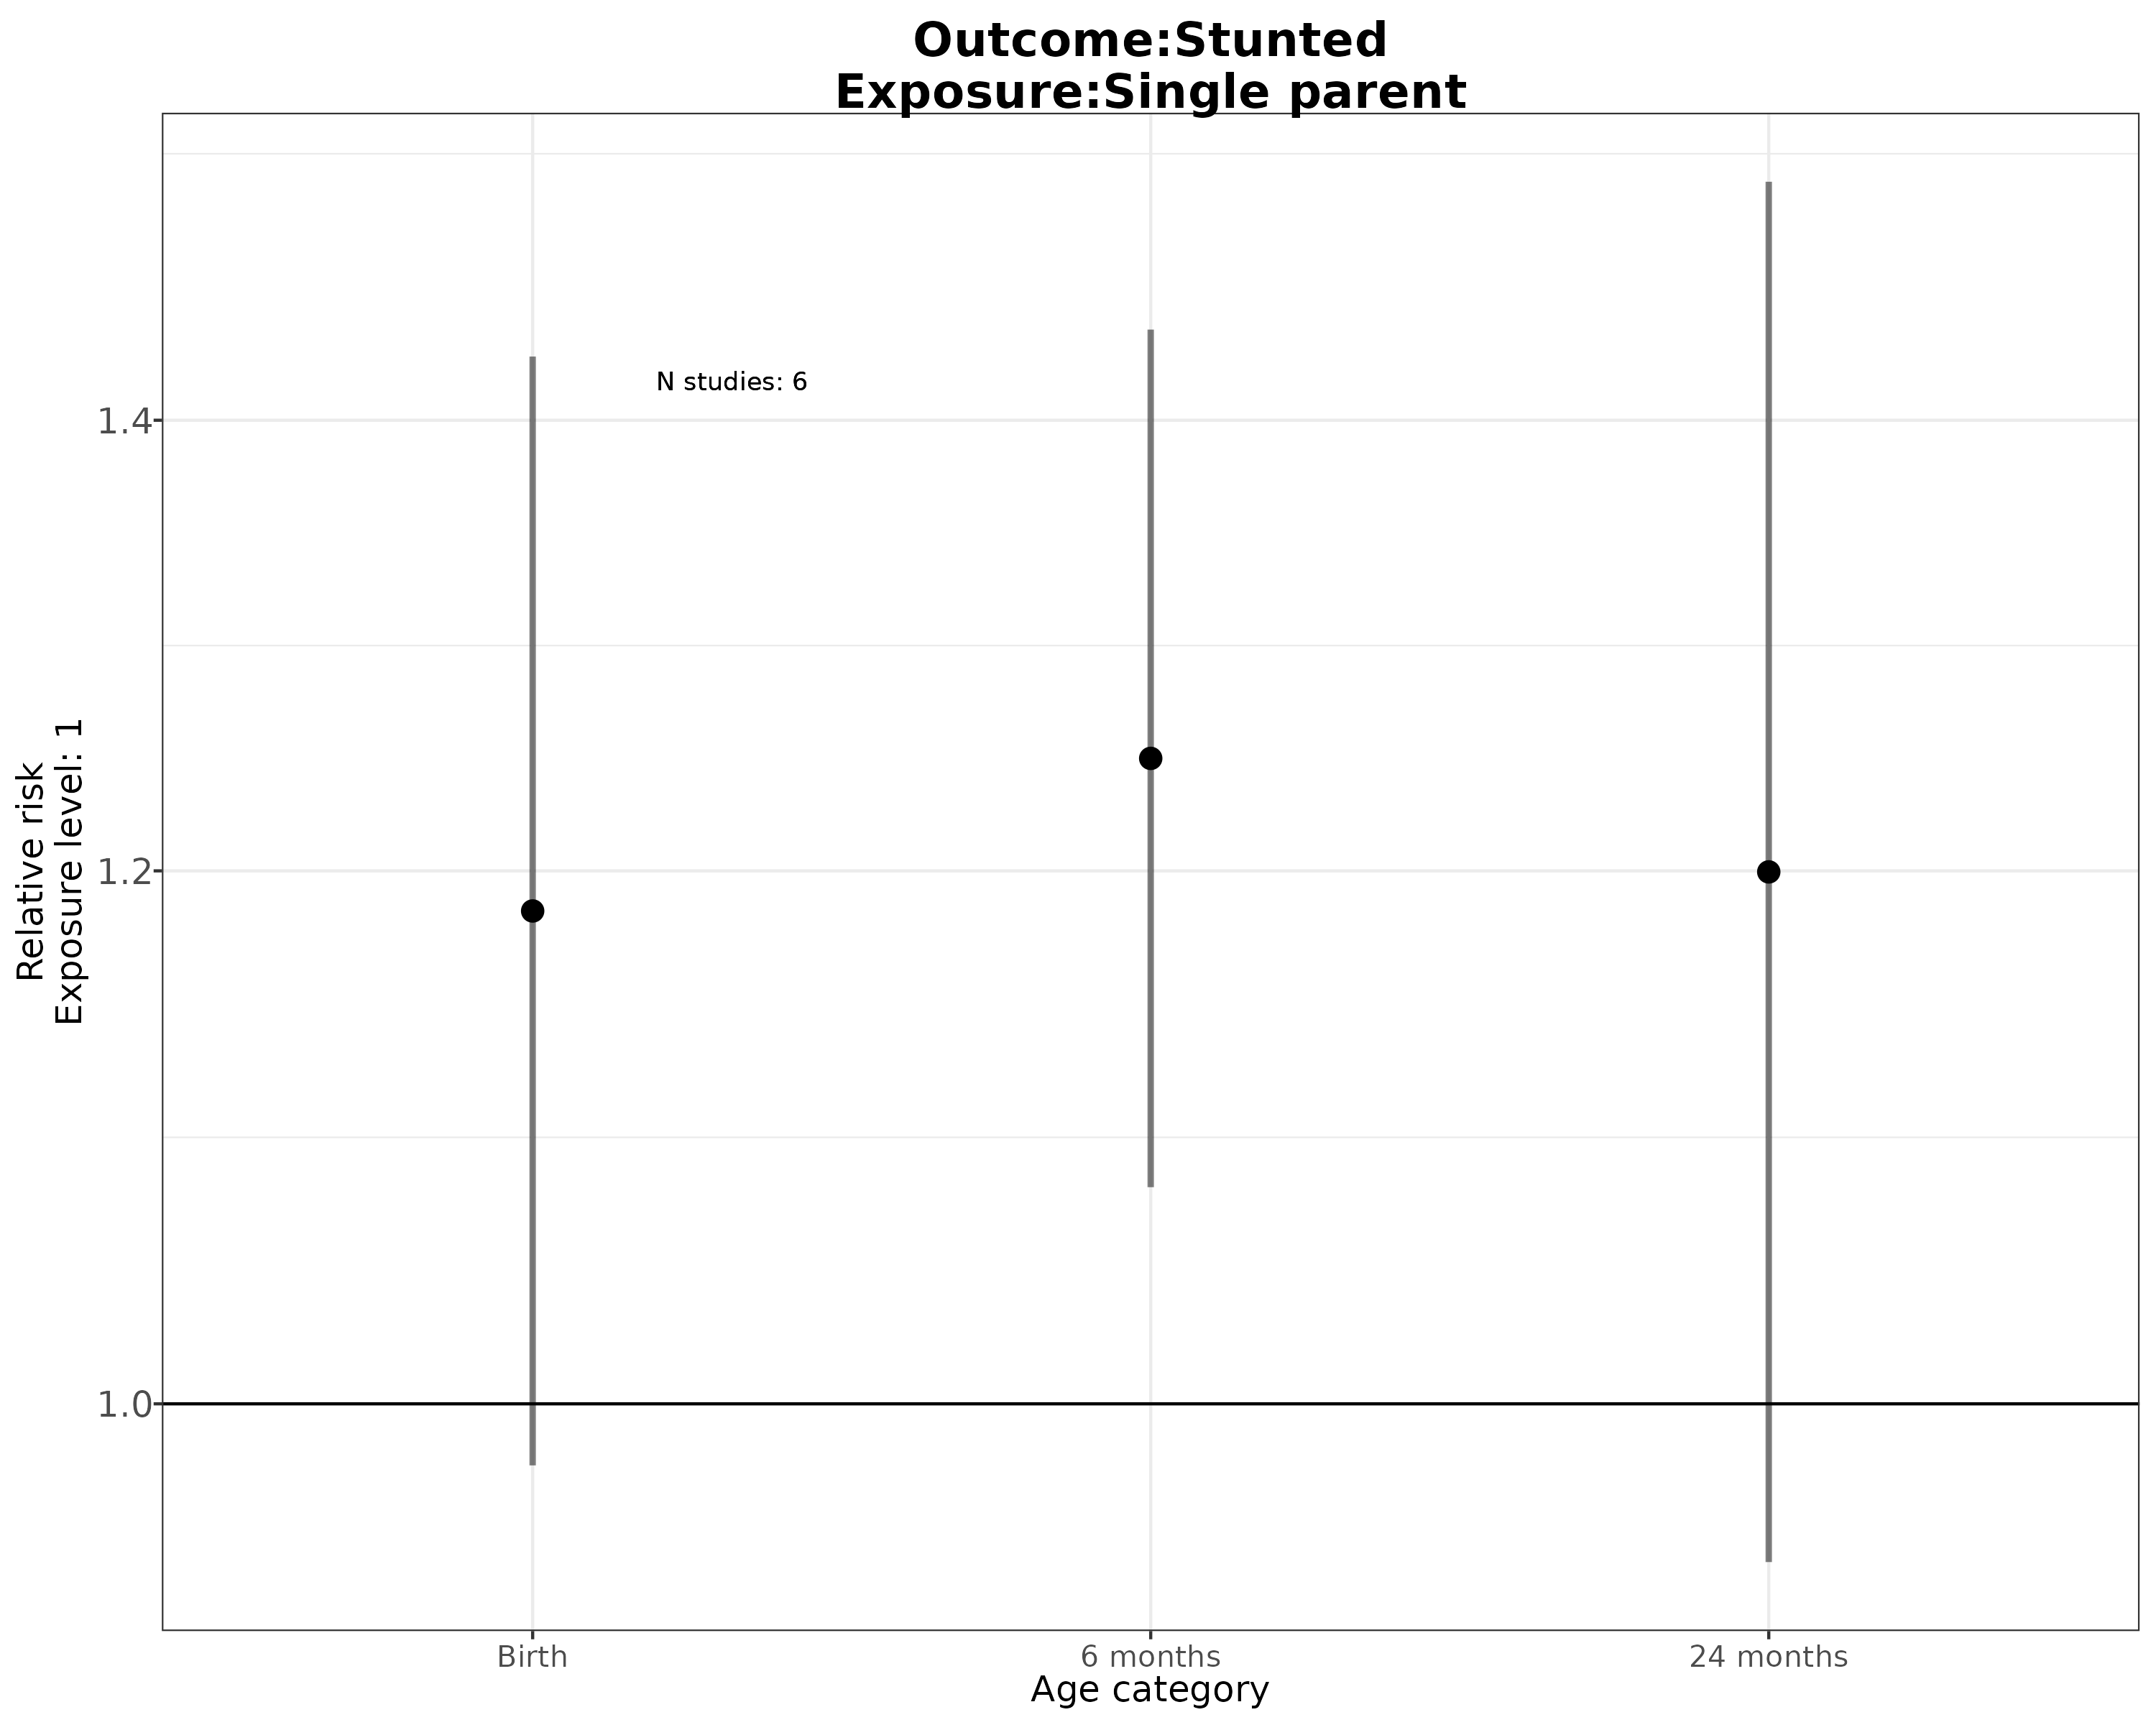 Outcome:Stunted
Exposure:Single parent
N studies: 6
1.4
1.2
1.0
Relative risk
Exposure level: 1
Birth
6 months
24 months
Age category